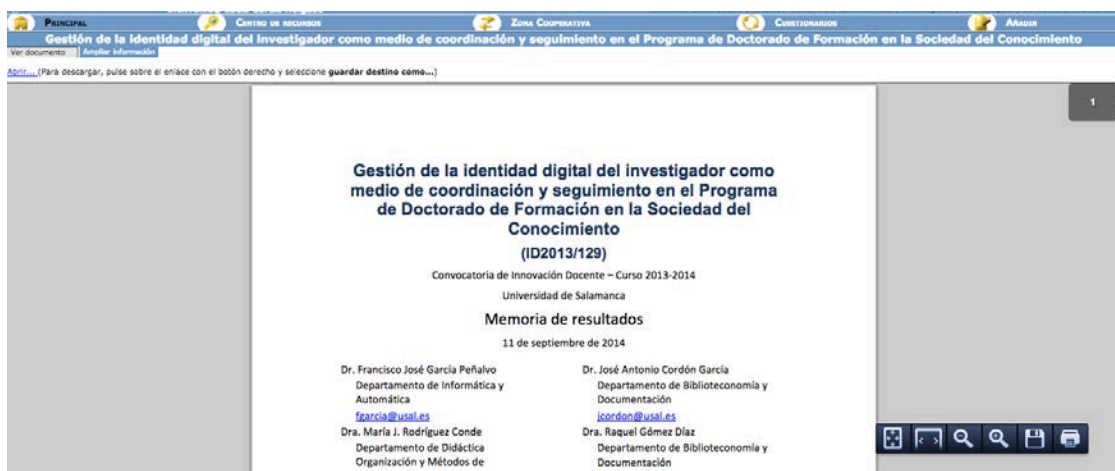 PRINCIPAL CENTRO DE RECURSOS ZONA COOPERATIVA CUESTIONARIOS AÑADIR
Gestión de la identidad digital del investigador como medio de coordinación y seguimiento en el Programa de Doctorado de Formación en la Sociedad del Conocimiento
Ver documento Ampliar información
Abrir... (Para descargar, pulse sobre el enlace con el botón derecho y seleccione guardar destino como...)
1
Gestión de la identidad digital del investigador como
medio de coordinación y seguimiento en el Programa
de Doctorado de Formación en la Sociedad del
Conocimiento
(ID2013/129)
Convocatoria de Innovación Docente – Curso 2013-2014
Universidad de Salamanca
Memoria de resultados
11 de septiembre de 2014
Dr. Francisco José García Peñalvo
Departamento de Informática y
Automática
fgarcia@usal.es
Dra. María J. Rodríguez Conde
Departamento de Didáctica
Organización y Métodos de
Dr. José Antonio Cordón García
Departamento de Biblioteconomía y
Documentación
jcordon@usal.es
Dra. Raquel Gómez Díaz
Departamento de Biblioteconomía y
Documentación